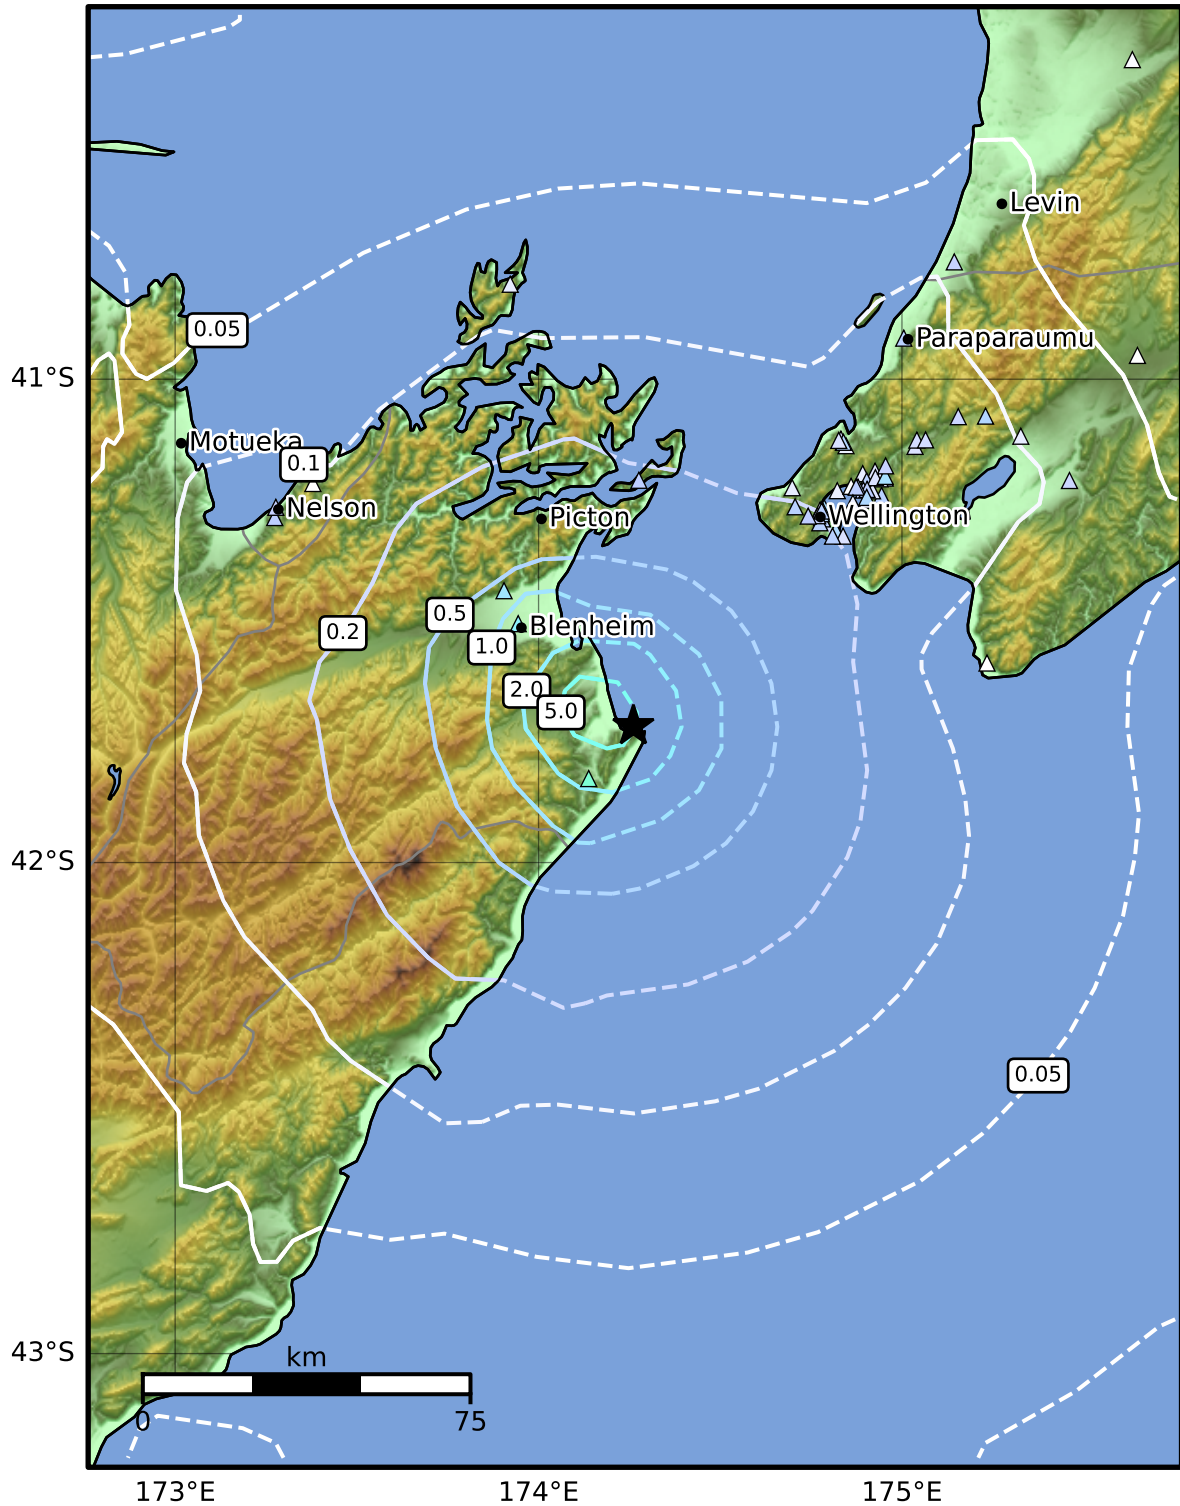 Levin
0.05
Paraparaumu
41°S
Motueka
0.1
Nelson
Picton
Wellington
0.5
0.2
Blenheim
1.0
2.0
5.0
42°S
0.05
43°S
km
0
75
173°E
174°E
175°E